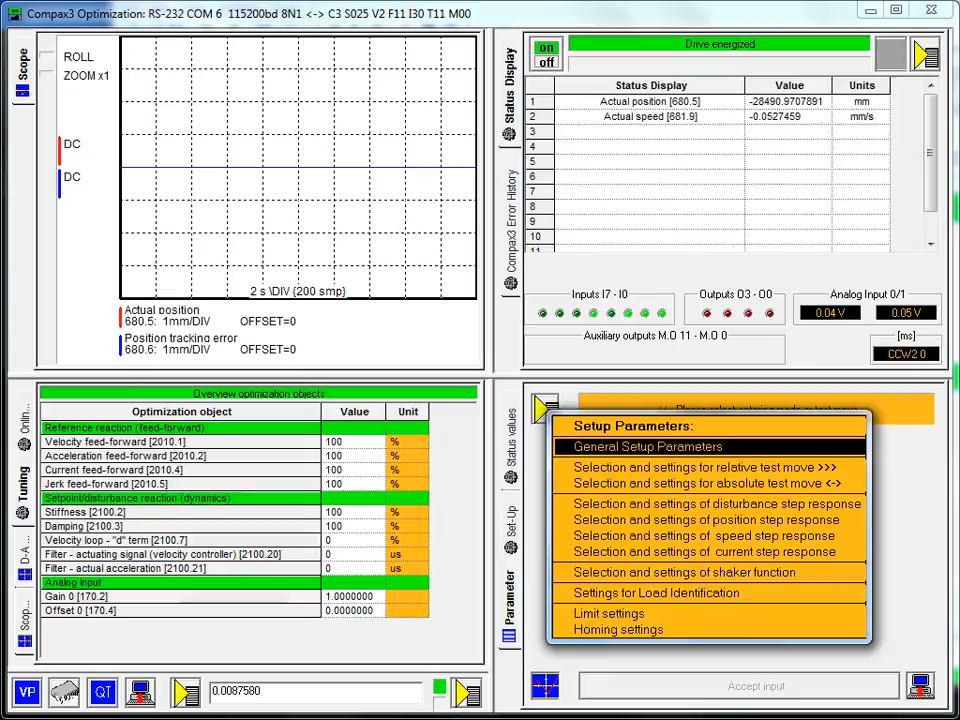 Compax3 Optimization: RS-232 COM 6 115200bd 8N1 <-> C3 S025 V2 F11 I30 T11 M00
Scope
ROLL
ZOOM x1
DC
DC
2 s \DIV {200 smp}
Actual position
680.5: 1mm/DIV OFFSET=0
Position tracking error
680.6: 1mm/DIV OFFSET=0
Status Display
Compax3 Error History
on
off
Drive energized
Status Display Value Units
1 Actual position [680.5] -28490.9707891 mm
2 Actual speed [681.9] -0.0527459 mm/s
3
4
5
6
7
8
9
10
11
Inputs I7 - I0
Outputs O3 - O0
Analog Input 0/1
0.04 V 0.05 V
Auxiliary outputs M.O 11 - M.O 0
[ms]
CCW2 0
Onlin...
Tuning
D-A ...
Scop...
Overview optimization objects
Optimization object Value Unit
Reference reaction (feed-forward)
Velocity feed-forward [2010.1] 100 %
Acceleration feed-forward [2010.2] 100 %
Current feed-forward [2010.4] 100 %
Jerk feed-forward [2010.5] 100 %
Setpoint/disturbance reaction (dynamics)
Stiffness [2100.2] 100 %
Damping [2100.3] 100 %
Velocity loop - "d" term [2100.7] 0 %
Filter - actuating signal (velocity controller) [2100.20] 0 us
Filter - actual acceleration [2100.21] 0 us
Analog input
Gain 0 [170.2] 1.0000000
Offset 0 [170.4] 0.0000000
VP
QT
0.0087580
Status values
Set-Up
Parameter
Setup Parameters:
General Setup Parameters
Selection and settings for relative test move >>>
Selection and settings for absolute test move <->
Selection and settings of disturbance step response
Selection and settings of position step response
Selection and settings of speed step response
Selection and settings of current step response
Selection and settings of shaker function
Settings for Load Identification
Limit settings
Homing settings
Accept input